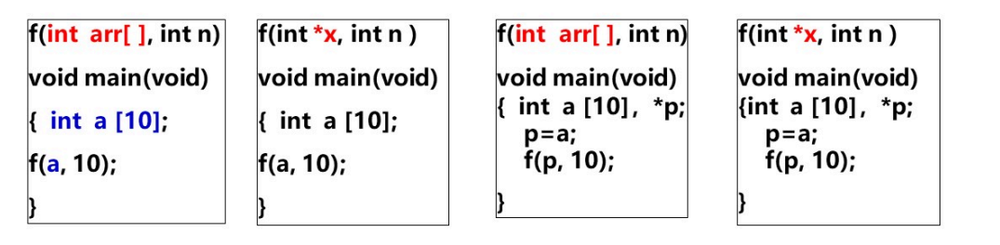 f(int arr[ ], int n)
void main(void)
{ int a [10];
f(a, 10);
}
f(int *x, int n )
void main(void)
{ int a [10];
f(a, 10);
}
f(int arr[ ], int n)
void main(void)
{ int a [10], *p;
p=a;
f(p, 10);
}
f(int *x, int n )
void main(void)
{int a [10], *p;
p=a;
f(p, 10);
}